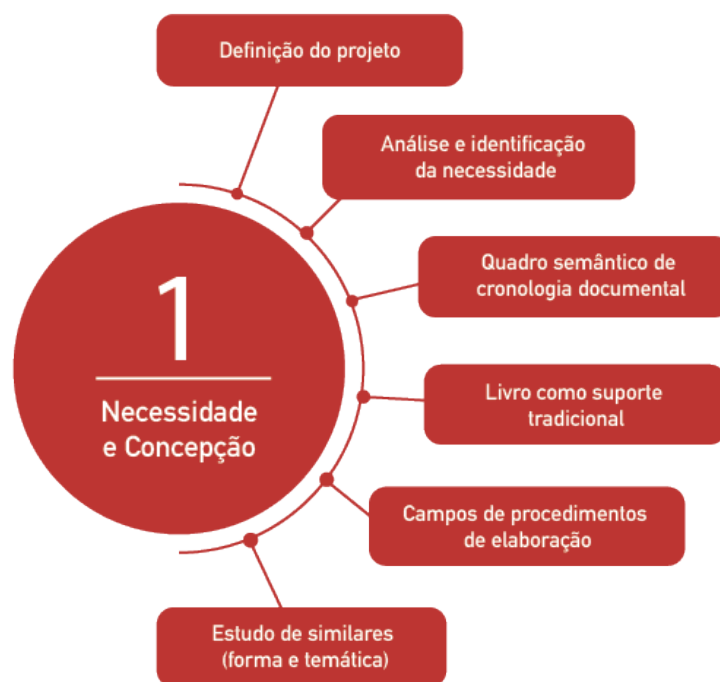 Definição do projeto
Análise e identificação
da necessidade
Quadro semântico de
cronologia documental
1
Necessidade
e Concepção
Livro como suporte
tradicional
Campos de procedimentos
de elaboração
Estudo de similares
(forma e temática)